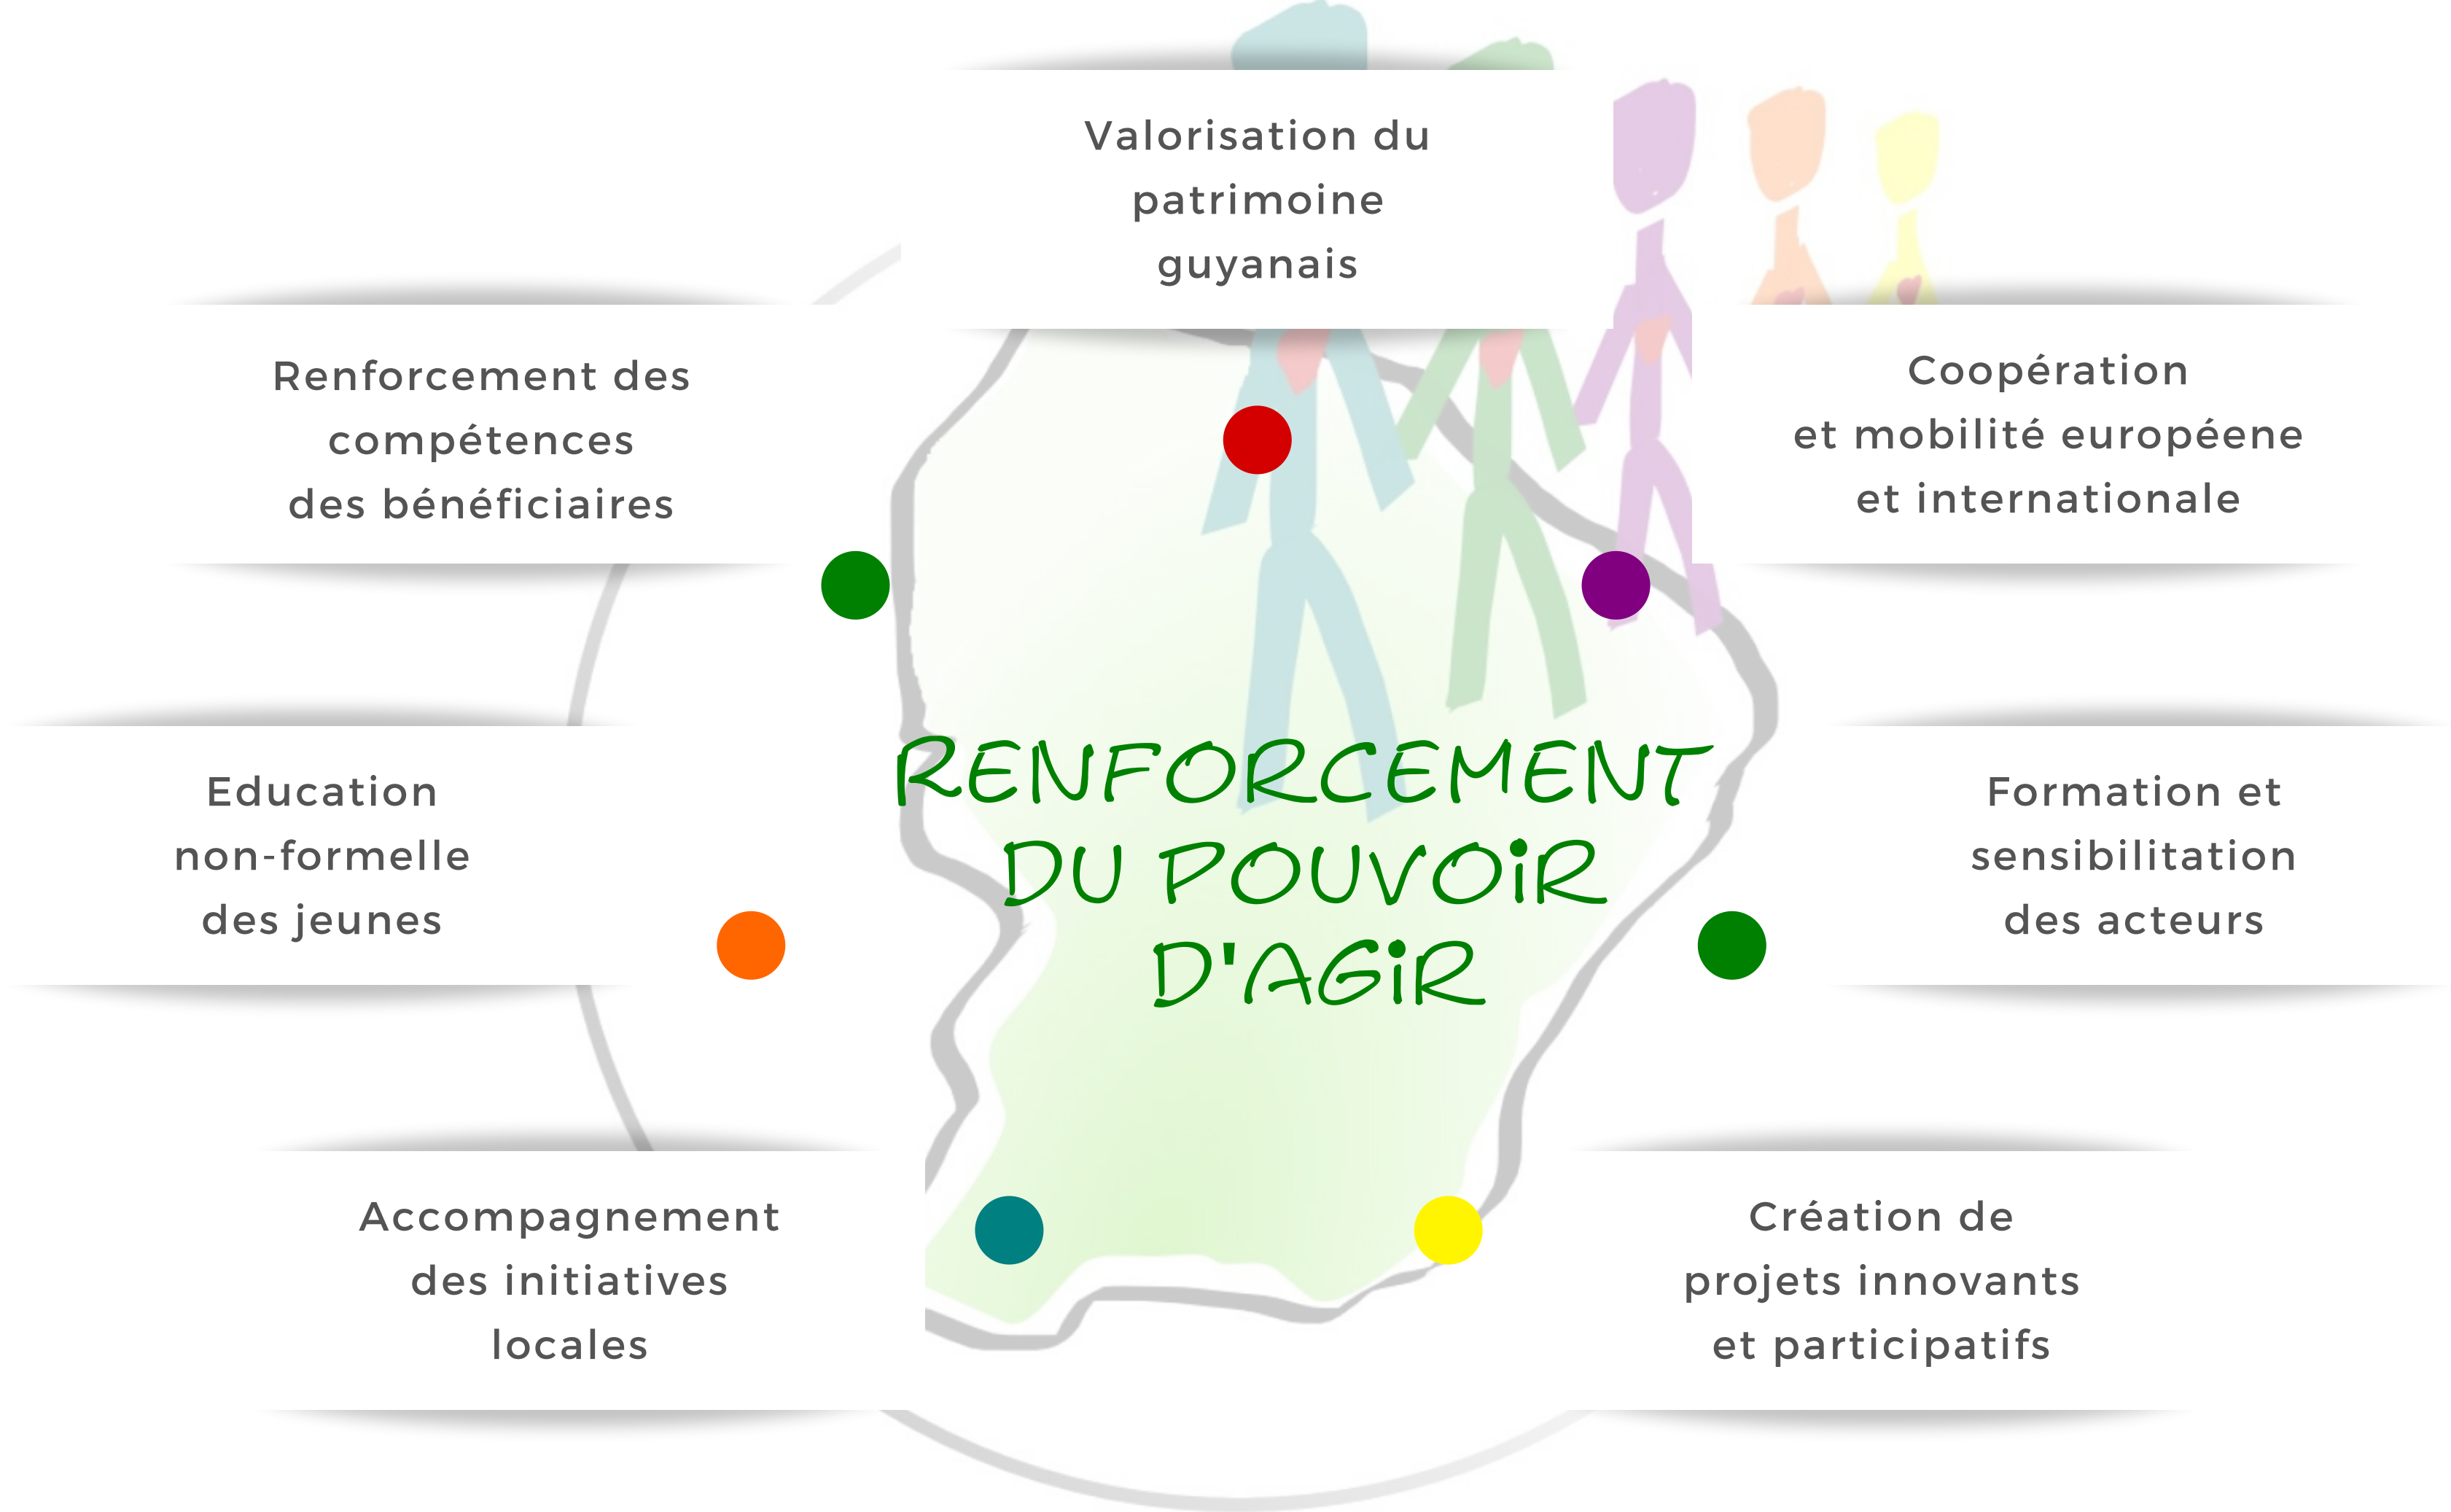 Valorisation du
patrimoine
guyanais
Renforcement des
compétences
des bénéficiaires
Coopération
et mobilité européene
et internationale
Education
non-formelle
des jeunes
RENFORCEMENT
DU POUVOIR
D'AGIR
Formation et
sensibilitation
des acteurs
Accompagnement
des initiatives
locales
Création de
projets innovants
et participatifs